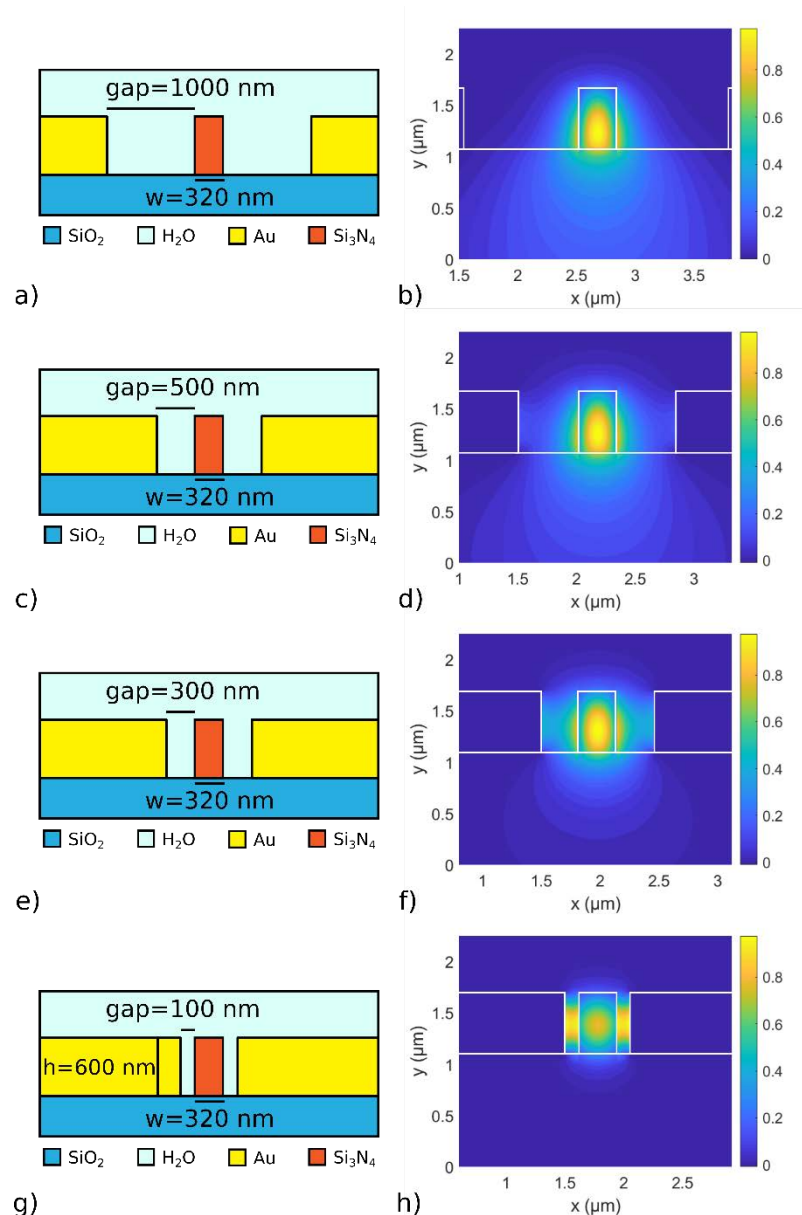 gap=1000 nm
w=320 nm
SiO₂ H₂O Au Si₃N₄
a)
2
1.5
1
0.5
0
y (µm)
1.5 2 2.5 3 3.5
x (µm)
0.8
0.6
0.4
0.2
0
b)
gap=500 nm
w=320 nm
SiO₂ H₂O Au Si₃N₄
c)
2
1.5
1
0.5
0
y (µm)
1 1.5 2 2.5 3
x (µm)
0.8
0.6
0.4
0.2
0
d)
gap=300 nm
w=320 nm
SiO₂ H₂O Au Si₃N₄
e)
2
1.5
1
0.5
0
y (µm)
1 1.5 2 2.5 3
x (µm)
0.8
0.6
0.4
0.2
0
f)
gap=100 nm
h=600 nm
w=320 nm
SiO₂ H₂O Au Si₃N₄
g)
2
1.5
1
0.5
0
y (µm)
1 1.5 2 2.5
x (µm)
0.8
0.6
0.4
0.2
0
h)